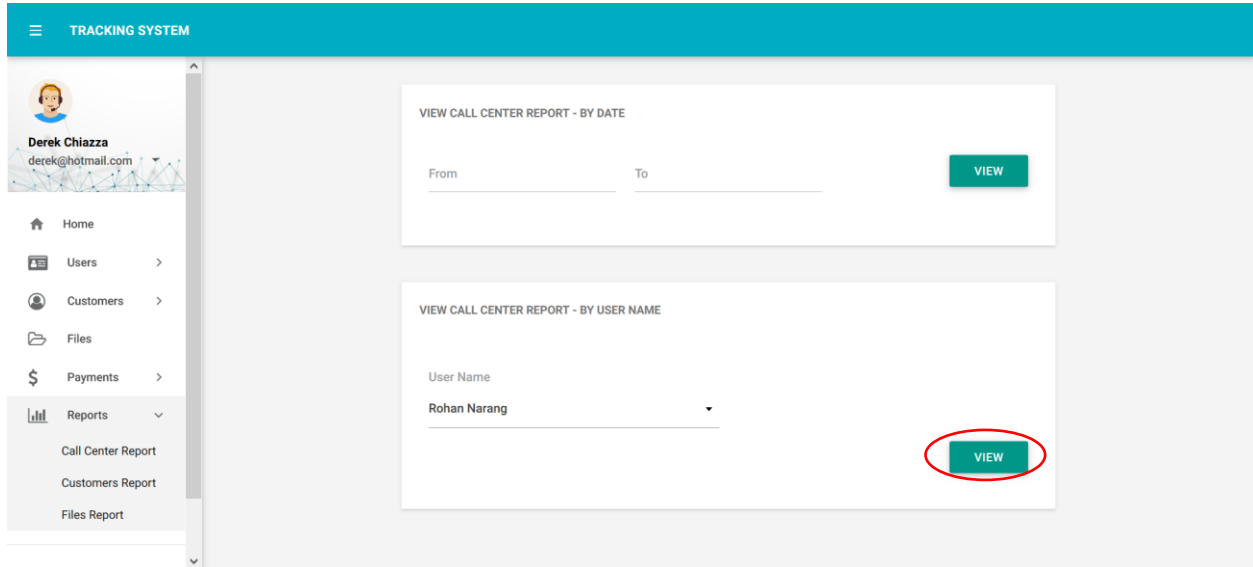 TRACKING SYSTEM
Derek Chiazza
derek@hotmail.com
Home
Users
Customers
Files
Payments
Reports
Call Center Report
Customers Report
Files Report
VIEW CALL CENTER REPORT - BY DATE
From To VIEW
VIEW CALL CENTER REPORT - BY USER NAME
User Name
Rohan Narang
VIEW